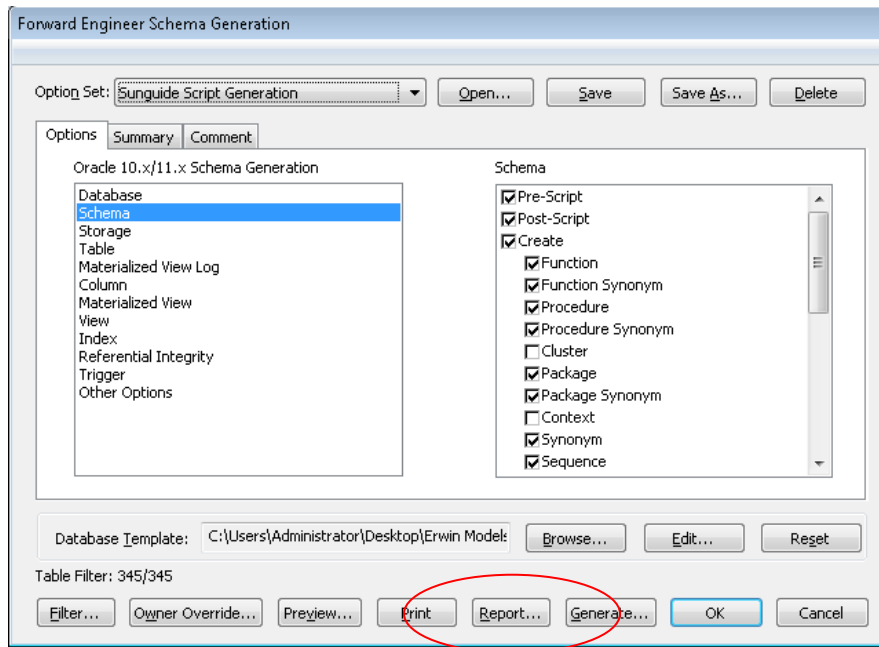 Forward Engineer Schema Generation
Option Set: Sunguide Script Generation Open... Save Save As... Delete
Options Summary Comment
Oracle 10.x/11.x Schema Generation
Database
Schema
Storage
Table
Materialized View Log
Column
Materialized View
View
Index
Referential Integrity
Trigger
Other Options
Schema
Pre-Script
Post-Script
Create
Function
Function Synonym
Procedure
Procedure Synonym
Cluster
Package
Package Synonym
Context
Synonym
Sequence
Database Template: C:\Users\Administrator\Desktop\Erwin Models Browse... Edit... Reset
Table Filter: 345/345
Filter... Owner Override... Preview... Print Report... Generate... OK Cancel